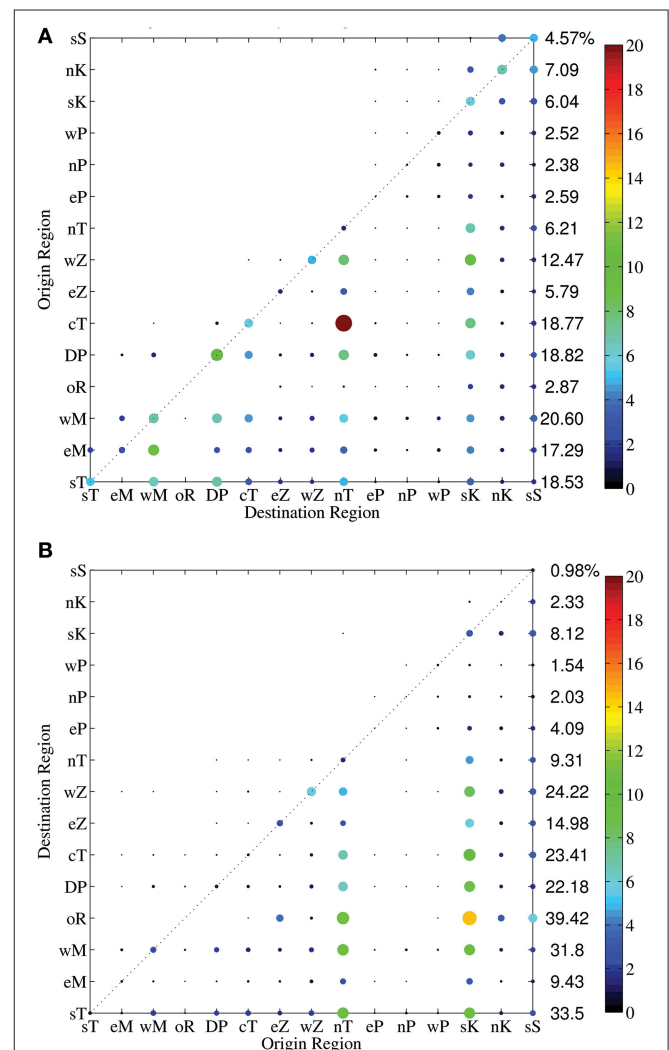 A
sS 4.57% 20
nK 7.09 18
sK 6.04 16
wP 2.52
nP 2.38 14
eP 2.59 12
nT 6.21
wZ 12.47 10
eZ 5.79 8
cT 18.77
DP 18.82 6
oR 2.87 4
wM 20.60
eM 17.29 2
sT 18.53 0
Origin Region
sT eM wM oR DP cT eZ wZ nT eP nP wP sK nK sS
Destination Region
B
sS 0.98% 20
nK 2.33 18
sK 8.12 16
wP 1.54
nP 2.03 14
eP 4.09 12
nT 9.31
wZ 24.22 10
eZ 14.98 8
cT 23.41
DP 22.18 6
oR 39.42 4
wM 31.8
eM 9.43 2
sT 33.5 0
Destination Region
sT eM wM oR DP cT eZ wZ nT eP nP wP sK nK sS
Origin Region